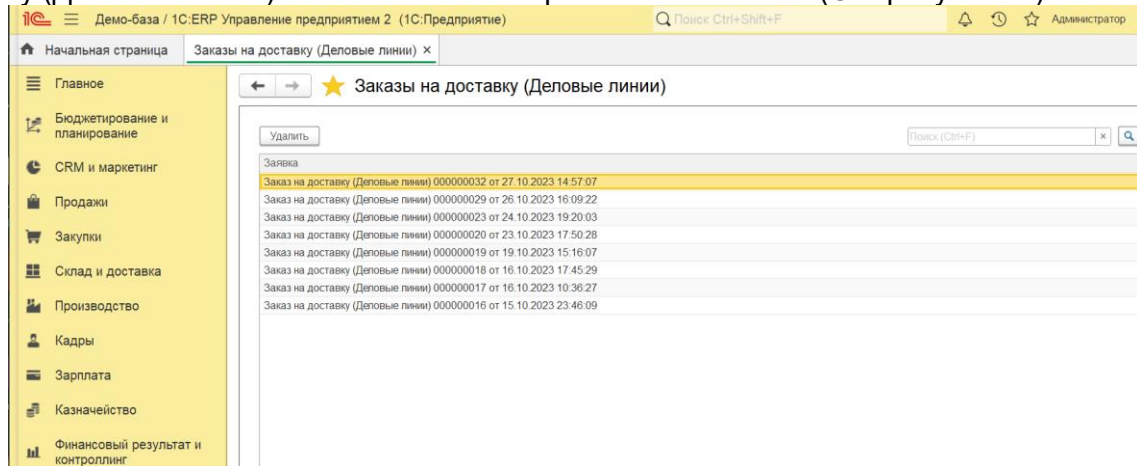 1С Демо-база / 1С:ERP Управление предприятием 2 (1С:Предприятие) Поиск Ctrl+Shift+F Администратор
Начальная страница Заказы на доставку (Деловые линии) ×
Главное
Заказы на доставку (Деловые линии)
Бюджетирование и
планирование
CRM и маркетинг
Продажи
Закупки
Склад и доставка
Производство
Кадры
Зарплата
Казначейство
Финансовый результат и
контроллинг
Удалить Поиск (Ctrl+F) ×
Заявка
Заказ на доставку (Деловые линии) 000000032 от 27.10.2023 14:57:07
Заказ на доставку (Деловые линии) 000000029 от 26.10.2023 16:09:22
Заказ на доставку (Деловые линии) 000000023 от 24.10.2023 19:20:03
Заказ на доставку (Деловые линии) 000000020 от 23.10.2023 17:50:28
Заказ на доставку (Деловые линии) 000000019 от 19.10.2023 15:16:07
Заказ на доставку (Деловые линии) 000000018 от 16.10.2023 17:45:29
Заказ на доставку (Деловые линии) 000000017 от 16.10.2023 10:36:27
Заказ на доставку (Деловые линии) 000000016 от 15.10.2023 23:46:09